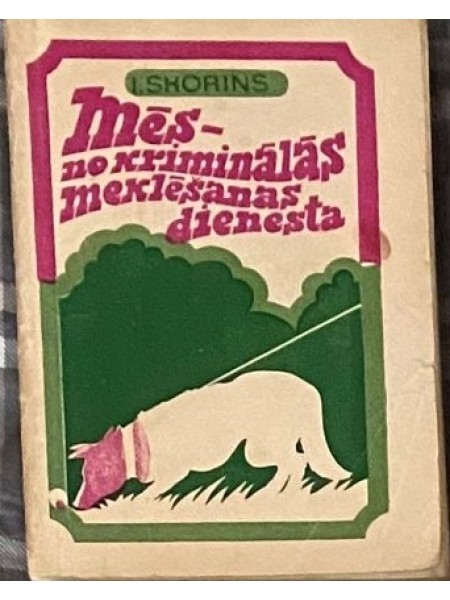 I. SKORINS
Mēs –
no kriminālās
meklēšanas
dienesta